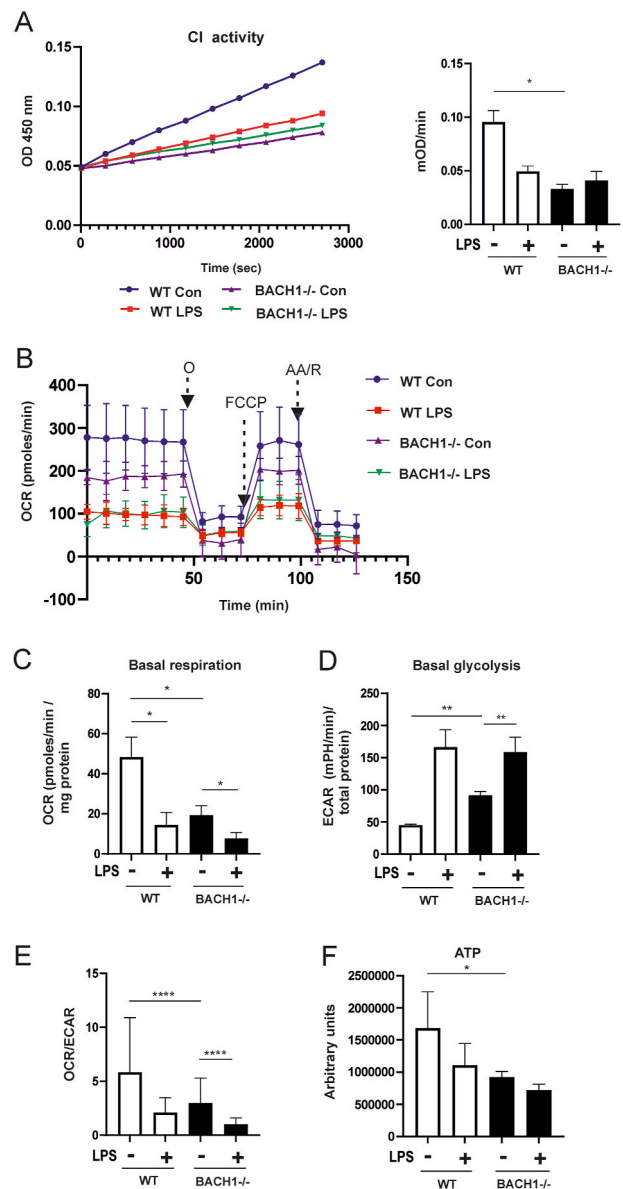 A
CI activity
OD 450 nm
0.15
0.10
0.05
0.00
0
1000
2000
3000
Time (sec)
WT Con
BACH1-/- Con
WT LPS
BACH1-/- LPS
mOD/min
0.15
0.10
0.05
0.00
*
LPS - + - +
WT BACH1-/-
B
OCR (pmoles/min)
400
300
200
100
0
-100
50
100
150
Time (min)
O
FCCP
AA/R
WT Con
WT LPS
BACH1-/- Con
BACH1-/- LPS
C
Basal respiration
OCR (pmoles/min /
mg protein
80
60
40
20
0
*
*
*
LPS - + - +
WT BACH1-/-
D
Basal glycolysis
ECAR (mPH/min)/
total protein)
200
150
100
50
0
**
**
LPS - + - +
WT BACH1-/-
E
OCR/ECAR
15
10
5
0
****
****
LPS - + - +
WT BACH1-/-
F
ATP
Arbitrary units
2500000
2000000
1500000
1000000
500000
0
*
LPS - + - +
WT BACH1-/-